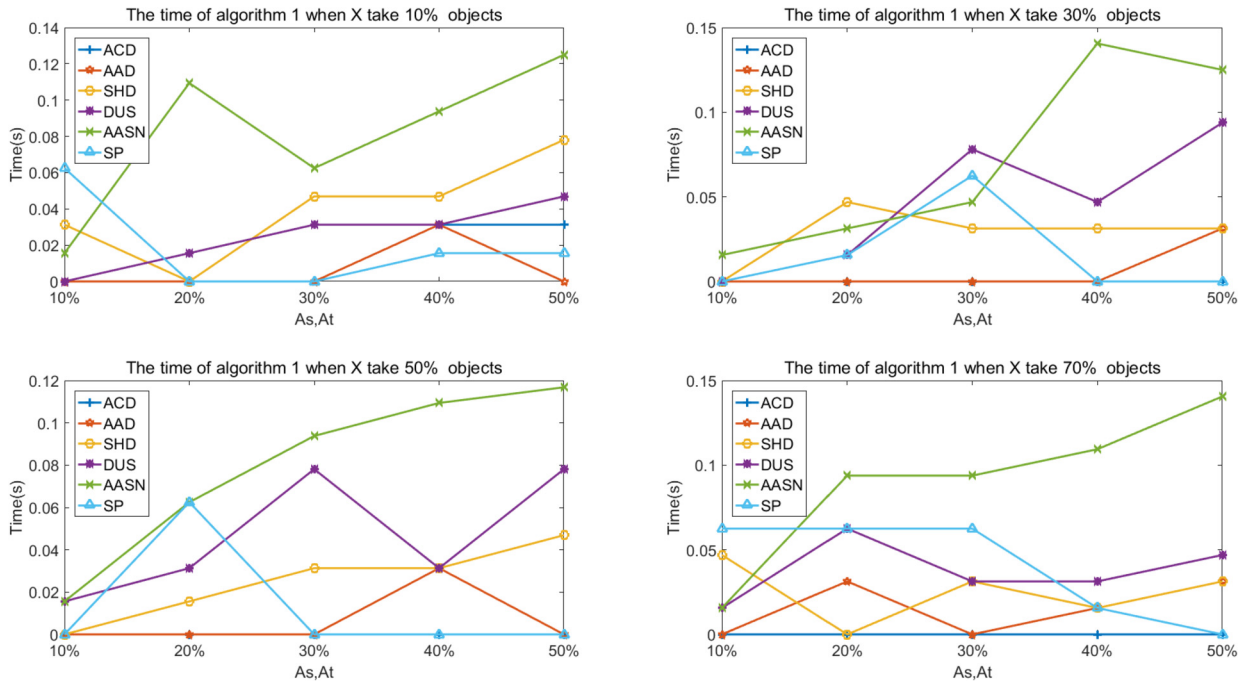 The time of algorithm 1 when X take 10% objects
0.14
0.12
0.1
0.08
0.06
0.04
0.02
0
Time(s)
ACD
AAD
SHD
DUS
AASN
SP
10% 20% 30% 40% 50%
As,At
The time of algorithm 1 when X take 30% objects
0.15
0.1
0.05
0
Time(s)
ACD
AAD
SHD
DUS
AASN
SP
10% 20% 30% 40% 50%
As,At
The time of algorithm 1 when X take 50% objects
0.12
0.1
0.08
0.06
0.04
0.02
0
Time(s)
ACD
AAD
SHD
DUS
AASN
SP
10% 20% 30% 40% 50%
As,At
The time of algorithm 1 when X take 70% objects
0.15
0.1
0.05
0
Time(s)
ACD
AAD
SHD
DUS
AASN
SP
10% 20% 30% 40% 50%
As,At